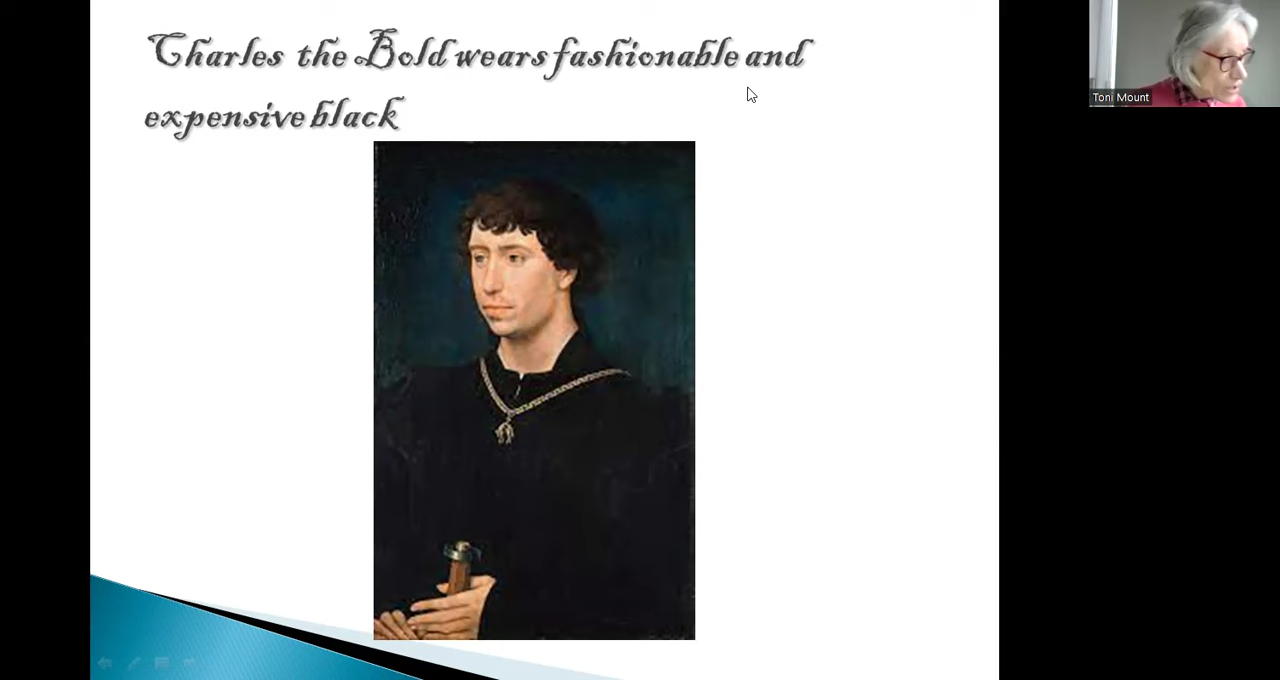 Charles the Bold wears fashionable and
expensive black
Toni Mount